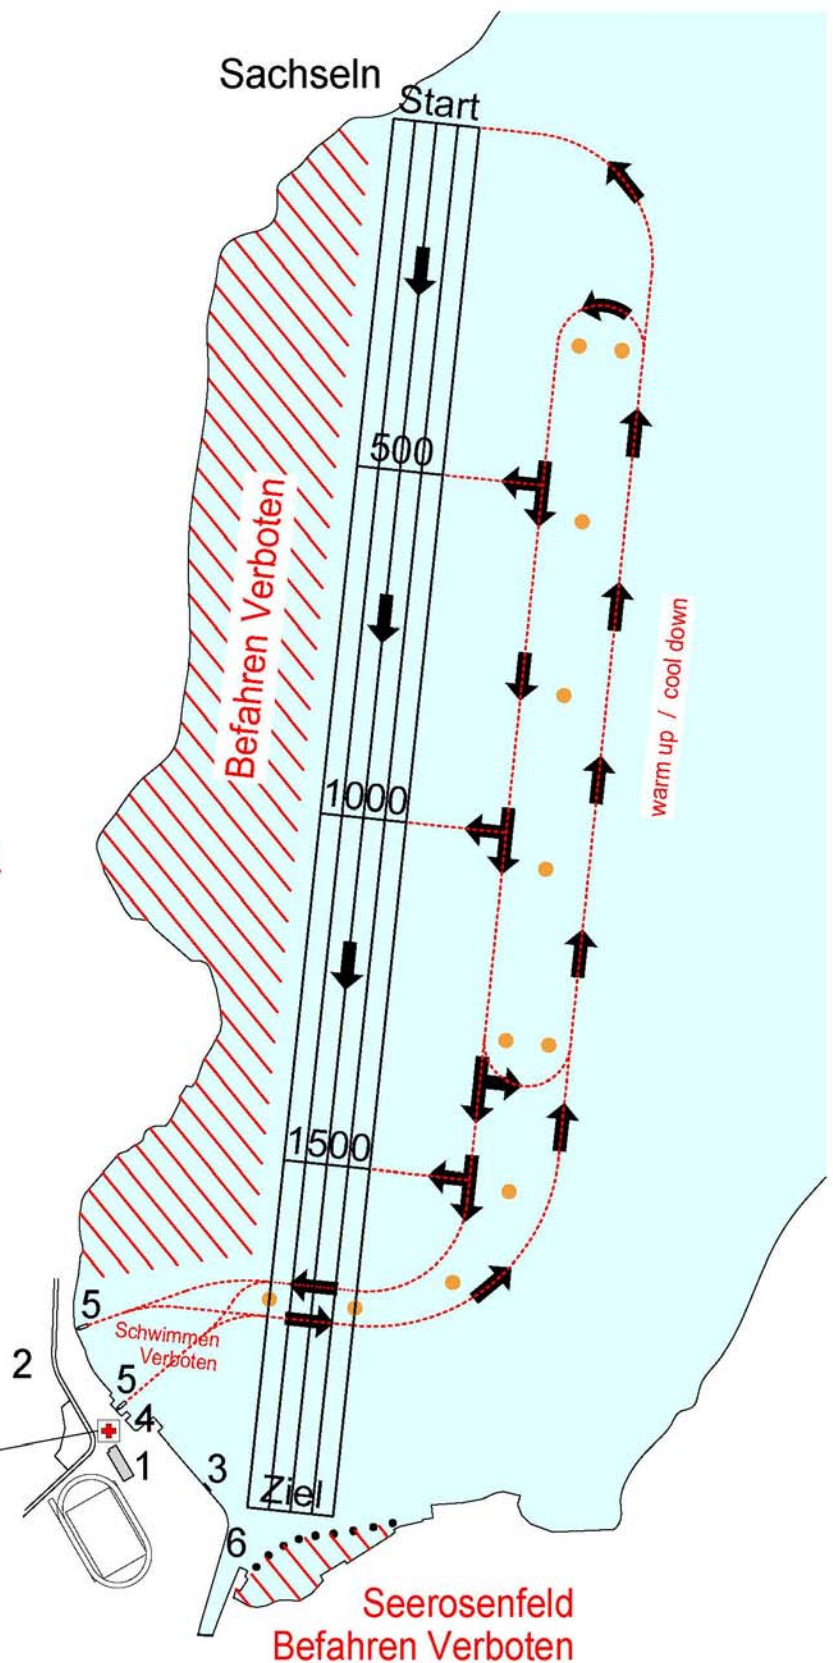 Sachseln
Start
500
Befahren Verboten
warm up / cool down
1000
1500
5
Schwimmen
Verboten
2
5
4
1
3
Ziel
6
Seerosenfeld
Befahren Verboten